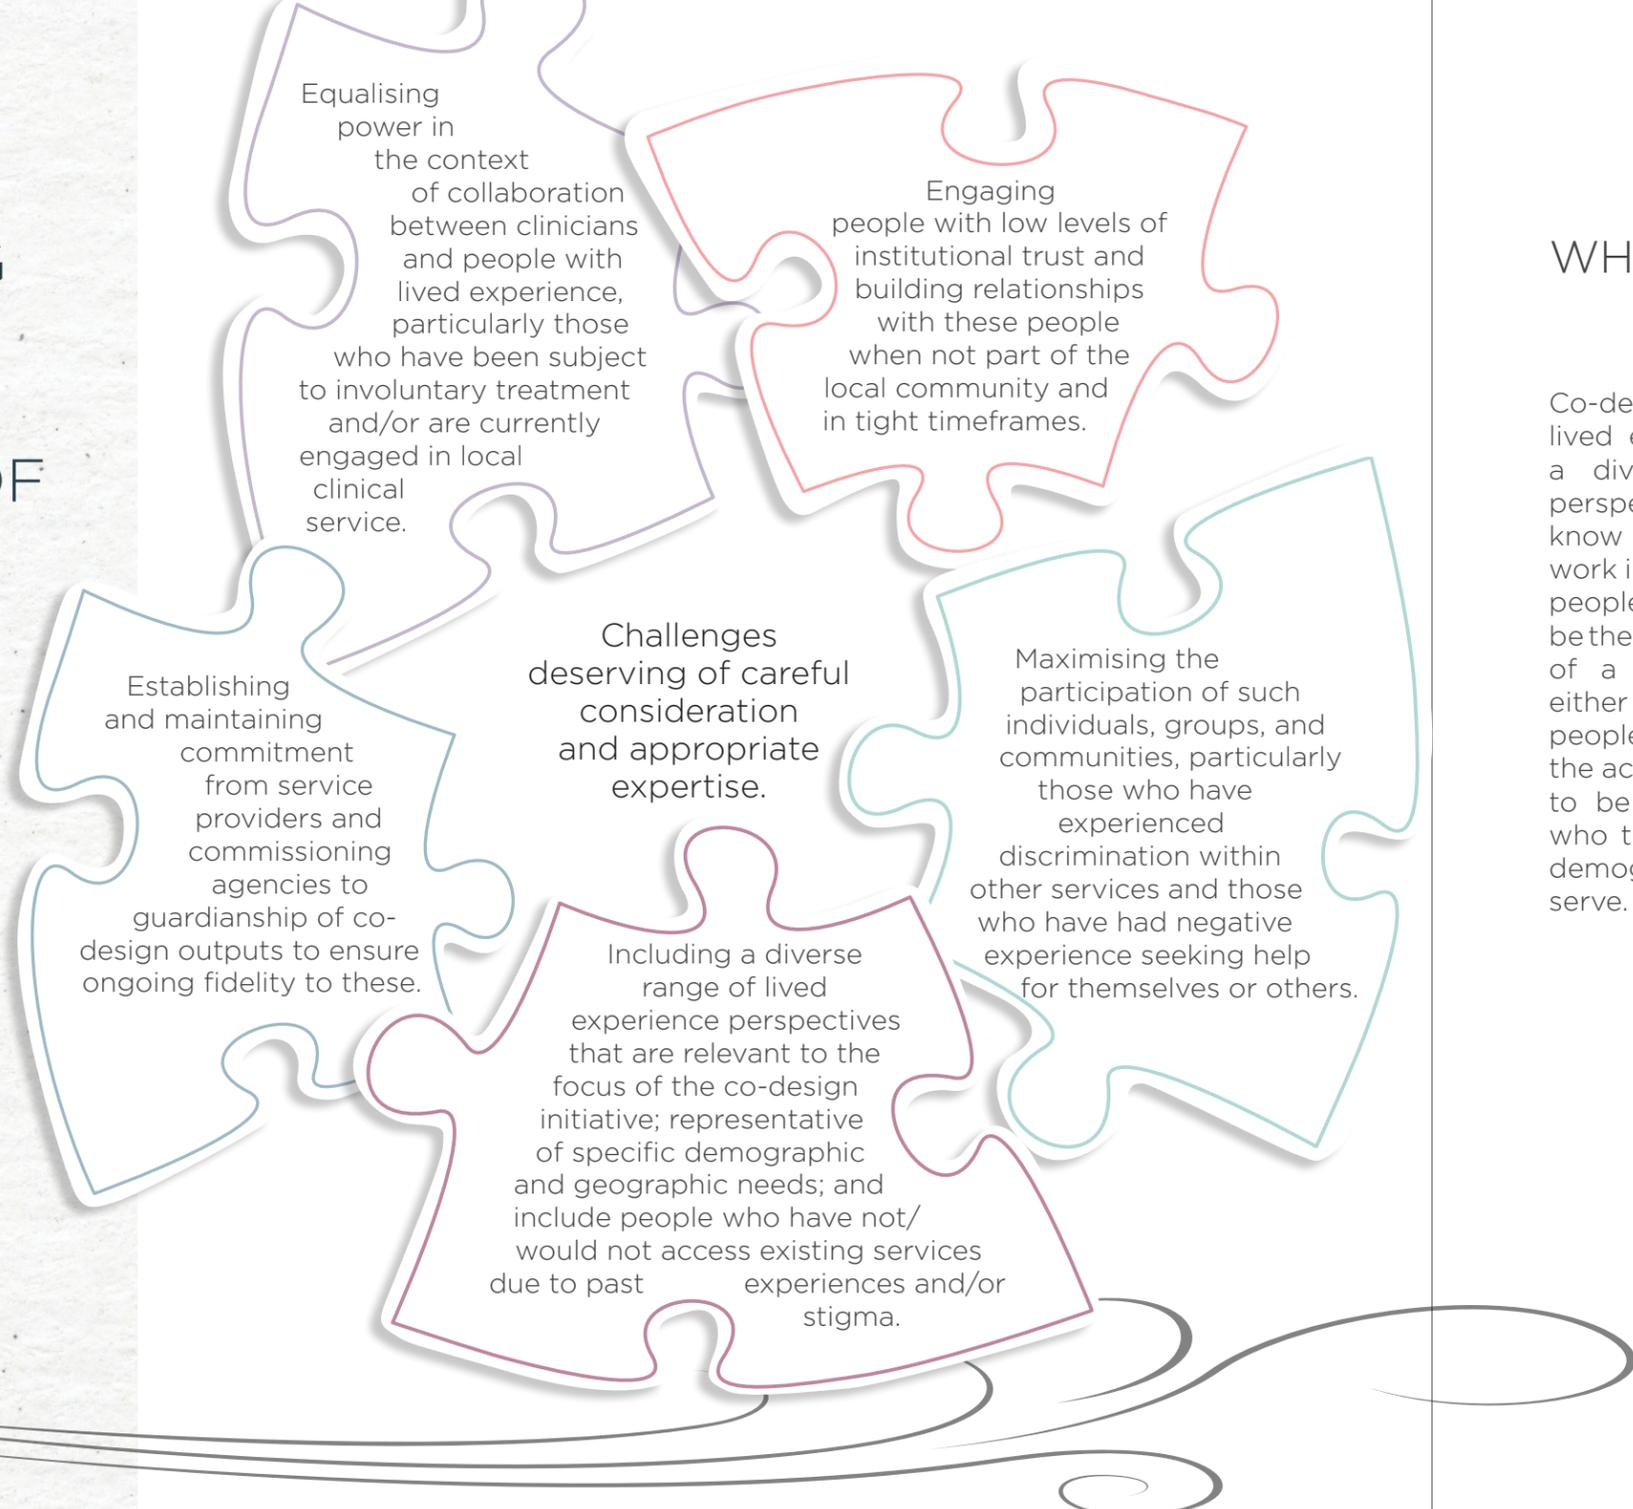 Equalising
power in
the context
of collaboration
between clinicians
and people with
lived experience,
particularly those
who have been subject
to involuntary treatment
and/or are currently
engaged in local
clinical
service.
Engaging
people with low levels of
institutional trust and
building relationships
with these people
when not part of the
local community and
in tight timeframes.
Challenges
deserving of careful
consideration
and appropriate
expertise.
Establishing
and maintaining
commitment
from service
providers and
commissioning
agencies to
guardianship of co-
design outputs to ensure
ongoing fidelity to these.
Maximising the
participation of such
individuals, groups, and
communities, particularly
those who have
experienced
discrimination within
other services and those
who have had negative
experience seeking help
for themselves or others.
Including a diverse
range of lived
experience perspectives
that are relevant to the
focus of the co-design
initiative; representative
of specific demographic
and geographic needs; and
include people who have not/
would not access existing services
due to past experiences and/or
stigma.
OF
WH
Co-de
lived e
a div
perspe
know
work i
people
be the
of a
either
people
the ac
to be
who t
demog
serve.